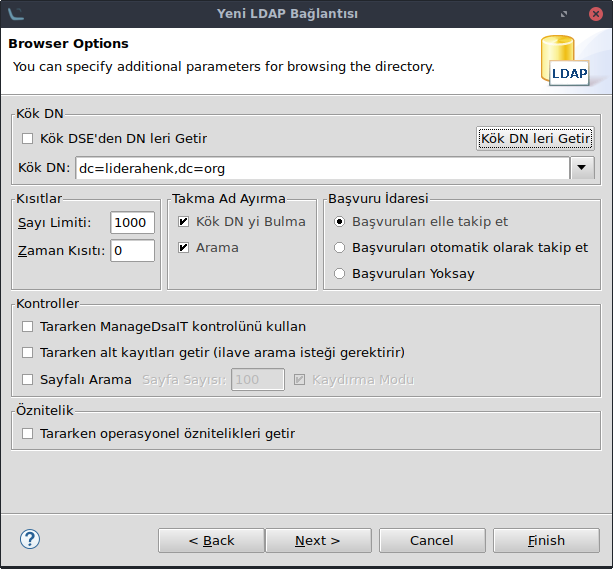 Yeni LDAP Bağlantısı
Browser Options
You can specify additional parameters for browsing the directory.
LDAP
Kök DN
Kök DSE'den DN leri Getir
Kök DN leri Getir
Kök DN: dc=liderahenk,dc=org
Kısıtlar
Sayı Limiti: 1000
Zaman Kısıtı: 0
Takma Ad Ayırma
Kök DN yi Bulma
Arama
Başvuru İdaresi
Başvuruları elle takip et
Başvuruları otomatik olarak takip et
Başvuruları Yoksay
Kontroller
Tararken ManageDsaIT kontrolünü kullan
Tararken alt kayıtları getir (ilave arama isteği gerektirir)
Sayfalı Arama Sayfa Sayısı: 100 Kaydırma Modu
Öznitelik
Tararken operasyonel öznitelikleri getir
? < Back Next > Cancel Finish